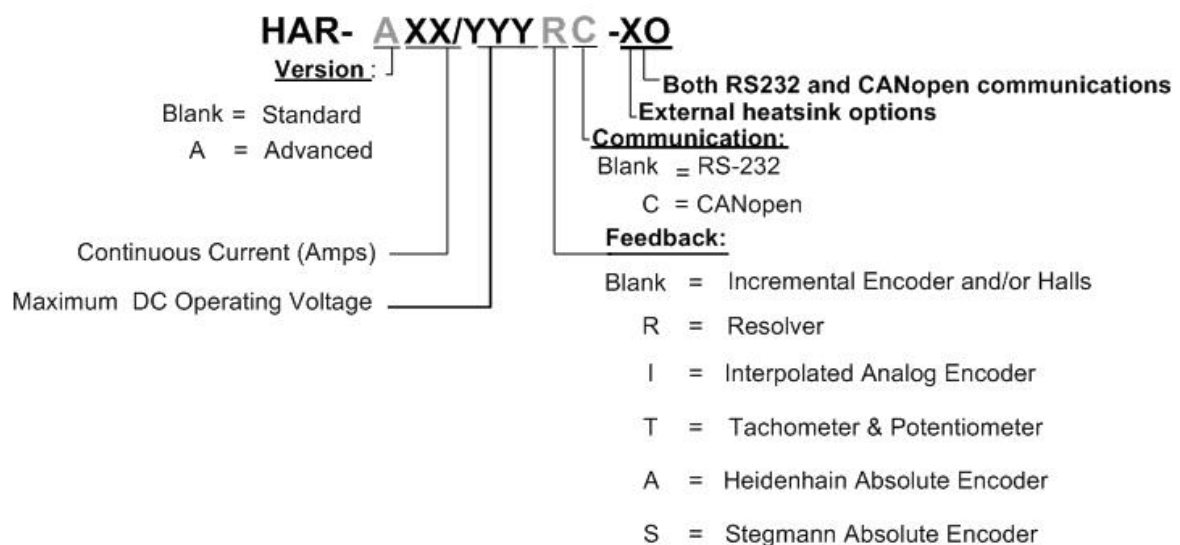 HAR- A XX/YYY R C -XO
Version :
Blank = Standard
A = Advanced
Both RS232 and CANopen communications
External heatsink options
Communication:
Blank = RS-232
C = CANopen
Continuous Current (Amps)
Maximum DC Operating Voltage
Feedback:
Blank = Incremental Encoder and/or Halls
R = Resolver
I = Interpolated Analog Encoder
T = Tachometer & Potentiometer
A = Heidenhain Absolute Encoder
S = Stegmann Absolute Encoder